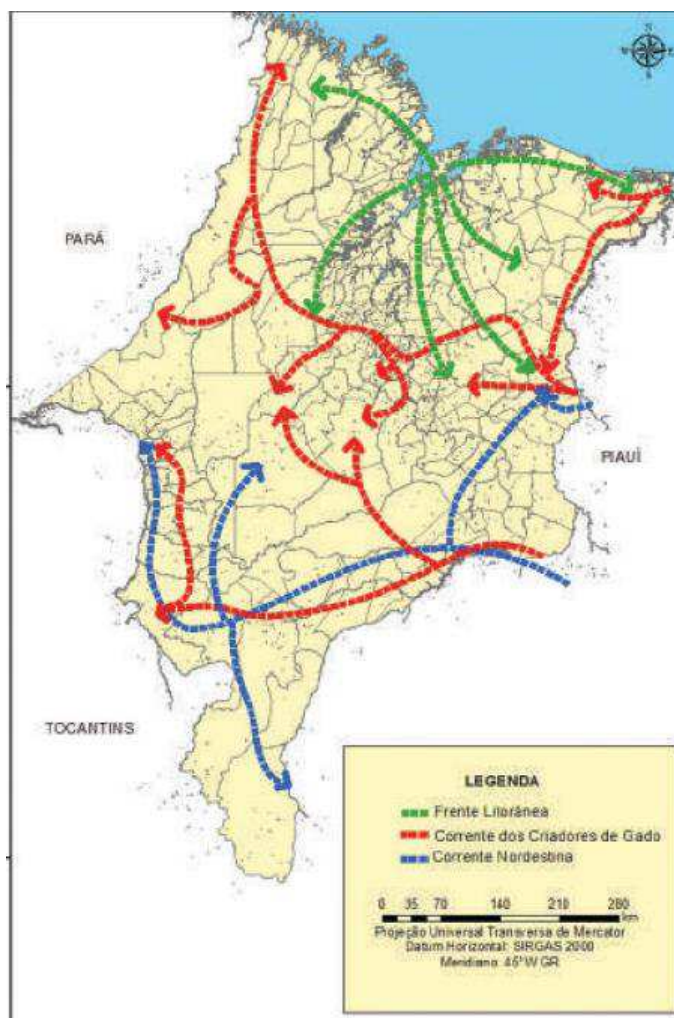 N
W E
S
PARÁ
PIAUÍ
TOCANTINS
LEGENDA
Frente Litorânea
Corrente dos Criadores de Gado
Corrente Nordestina
0 35 70 140 210 280
km
Projeção Universal Transversa de Mercator
Datum Horizontal: SIRGAS 2000
Meridiano: 45°W GR